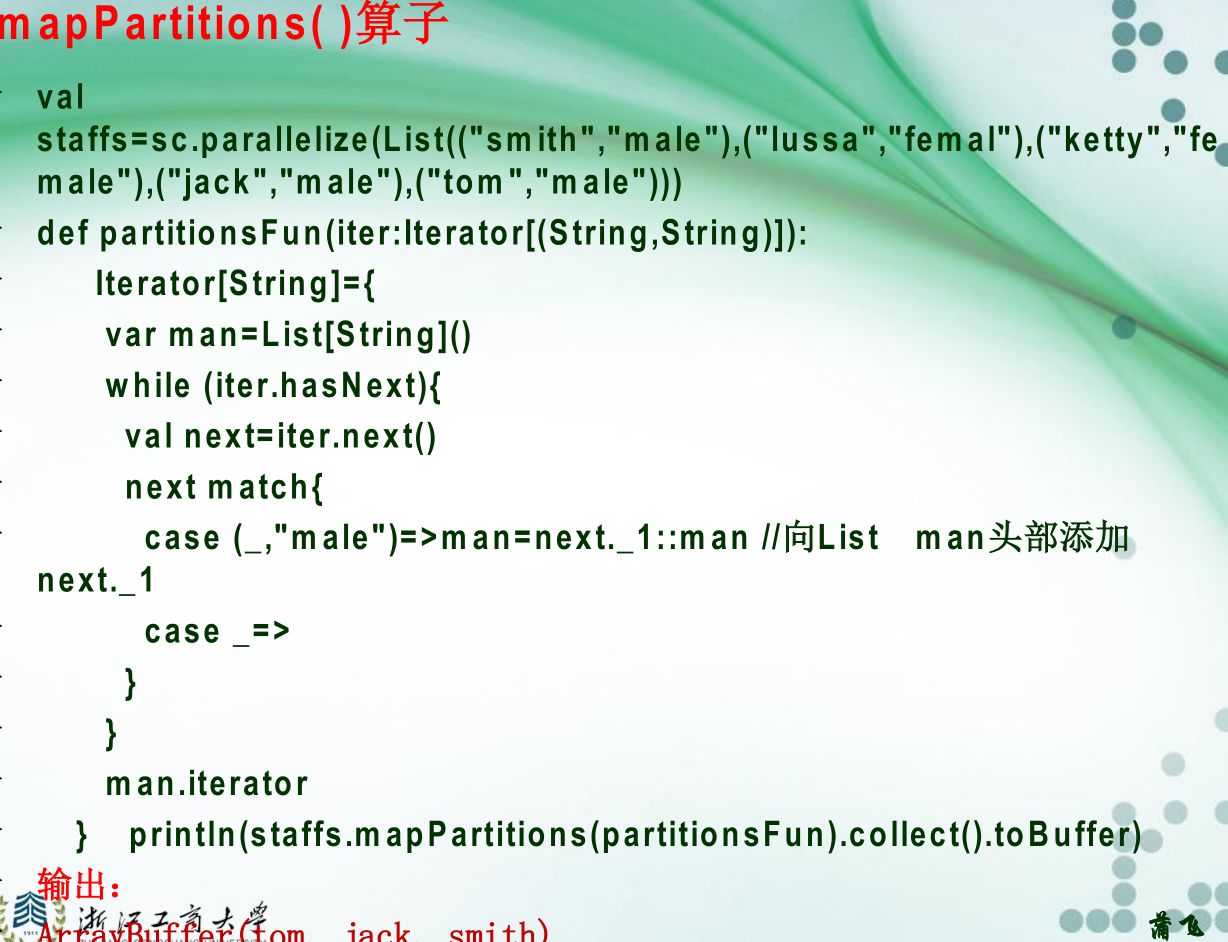 mapPartitions( )算子
val
staffs=sc.parallelize(List(("smith","male"),("lussa","femal"),("ketty","fe
male"),("jack","male"),("tom","male")))
def partitionsFun(iter:Iterator[(String,String)]):
Iterator[String]={
var man=List[String]()
while (iter.hasNext){
val next=iter.next()
next match{
case (_,"male")=>man=next._1::man //向List man头部添加
next._1
case _=>
}
}
man.iterator
} println(staffs.mapPartitions(partitionsFun).collect().toBuffer)
输出:
浙江工商大学
ArrayBuffer(tom, jack, smith)
1911
蒲飞